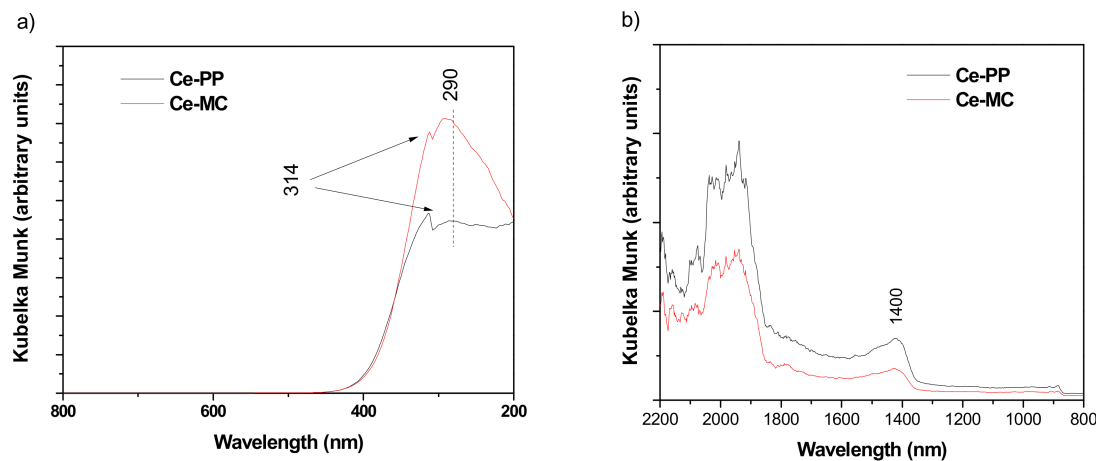 a)
Kubelka Munk (arbitrary units)
Ce-PP
Ce-MC
290
314
800
600
400
200
Wavelength (nm)
b)
Kubelka Munk (arbitrary units)
Ce-PP
Ce-MC
1400
2200
2000
1800
1600
1400
1200
1000
800
Wavelength (nm)